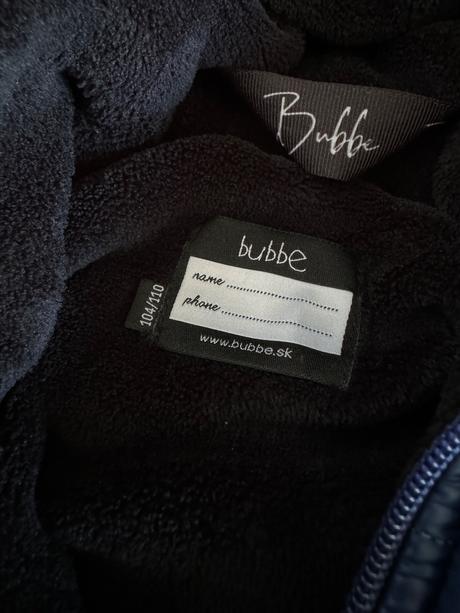 Bubbe
bubbe
name ....................
phone ....................
104/110
www.bubbe.sk